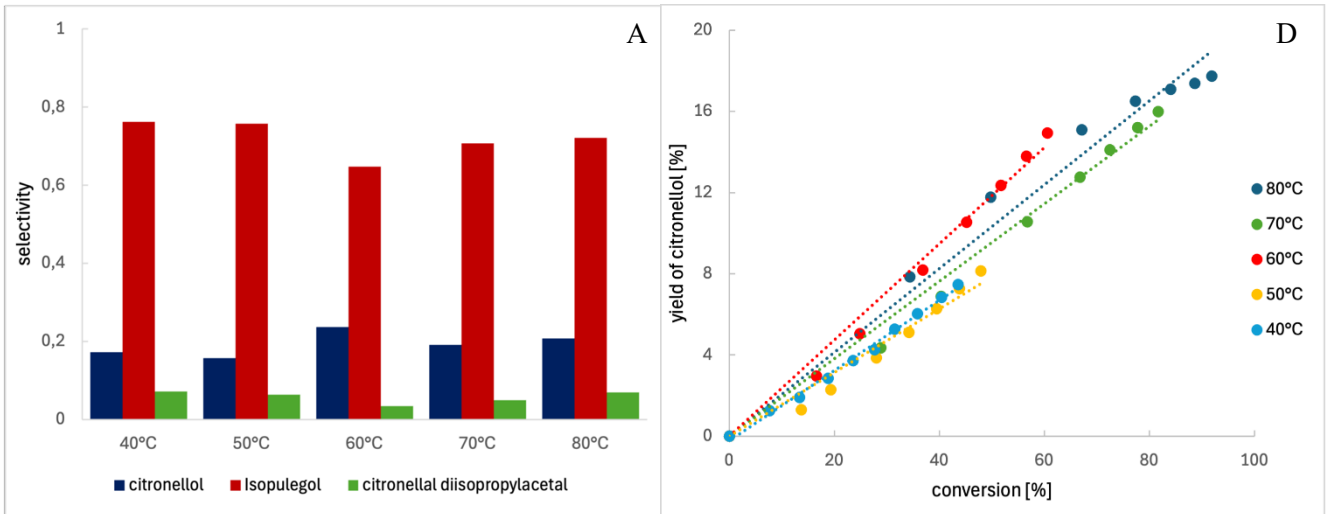 A
1
0,8
0,6
0,4
0,2
0
selectivity
40°C 50°C 60°C 70°C 80°C
citronellol Isopulegol citronellal diisopropylacetal
D
20
16
12
8
4
0
yield of citronellol [%]
0 20 40 60 80 100
conversion [%]
80°C
70°C
60°C
50°C
40°C